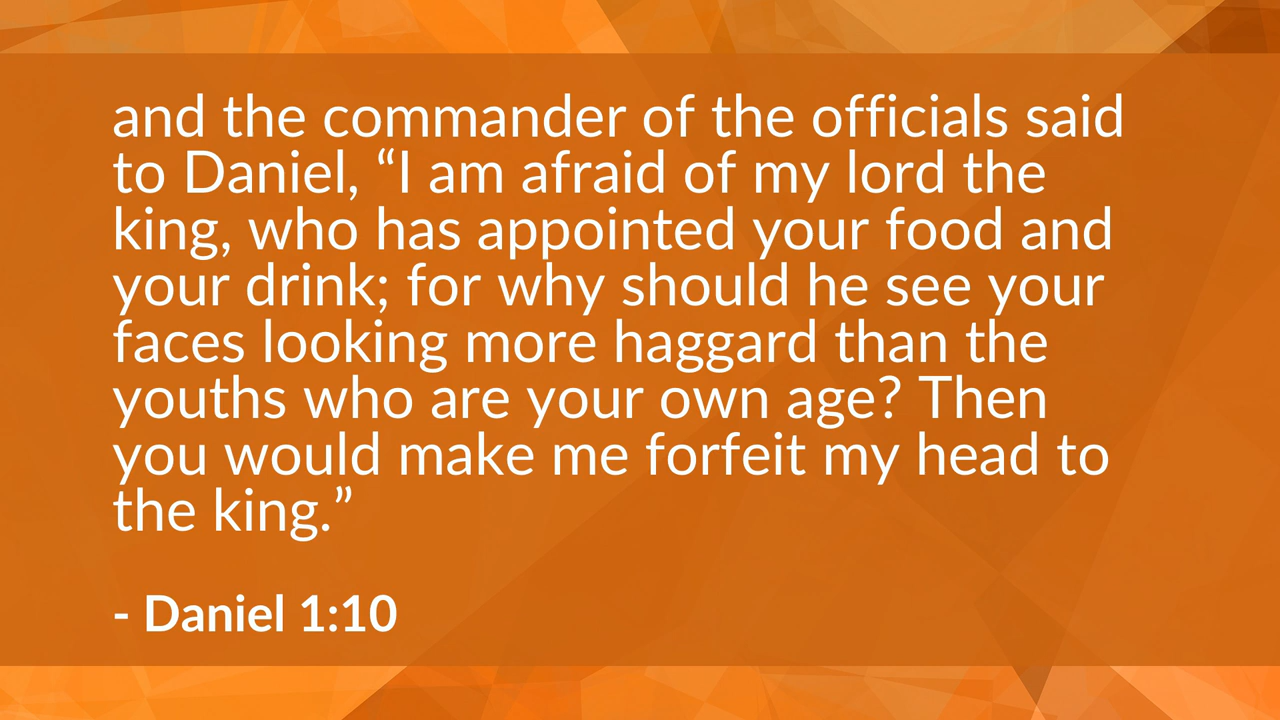 and the commander of the officials said
to Daniel, “I am afraid of my lord the
king, who has appointed your food and
your drink; for why should he see your
faces looking more haggard than the
youths who are your own age? Then
you would make me forfeit my head to
the king.”
- Daniel 1:10